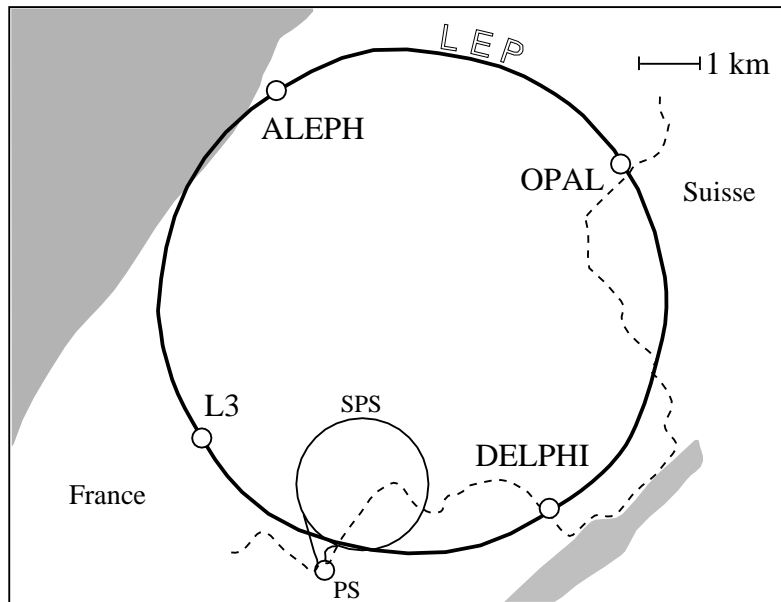 LEP
1 km
ALEPH
OPAL
Suisse
L3
SPS
DELPHI
France
PS